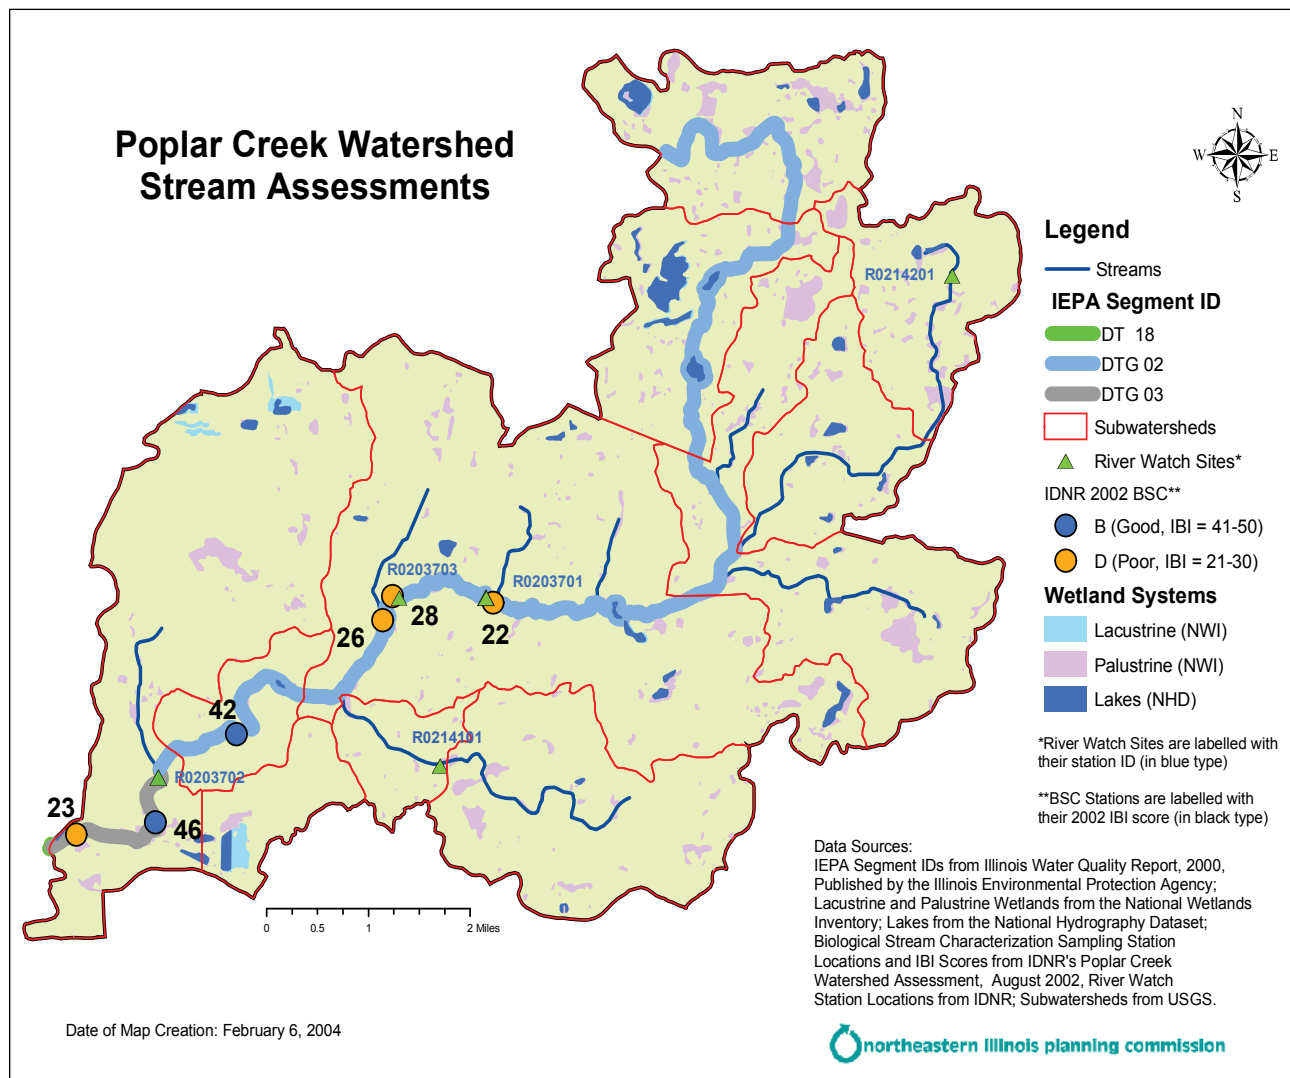 Poplar Creek Watershed
Stream Assessments
N
W
E
S
Legend
Streams
IEPA Segment ID
DT 18
DTG 02
DTG 03
Subwatersheds
River Watch Sites*
IDNR 2002 BSC**
B (Good, IBI = 41-50)
D (Poor, IBI = 21-30)
Wetland Systems
Lacustrine (NWI)
Palustrine (NWI)
Lakes (NHD)
*River Watch Sites are labelled with
their station ID (in blue type)
**BSC Stations are labelled with
their 2002 IBI score (in black type)
R0214201
R0203703
R0203701
28
22
26
42
R0214101
R0203702
23
46
0
0.5
1
2 Miles
Data Sources:
IEPA Segment IDs from Illinois Water Quality Report, 2000,
Published by the Illinois Environmental Protection Agency;
Lacustrine and Palustrine Wetlands from the National Wetlands
Inventory; Lakes from the National Hydrography Dataset;
Biological Stream Characterization Sampling Station
Locations and IBI Scores from IDNR's Poplar Creek
Watershed Assessment, August 2002, River Watch
Station Locations from IDNR; Subwatersheds from USGS.
Date of Map Creation: February 6, 2004
northeastern illinois planning commission